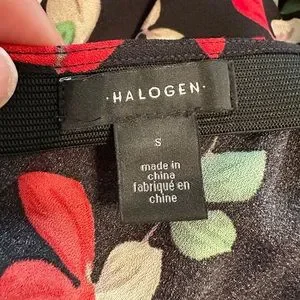 ·HALOGEN·
S
made in
china
fabriqué en
chine